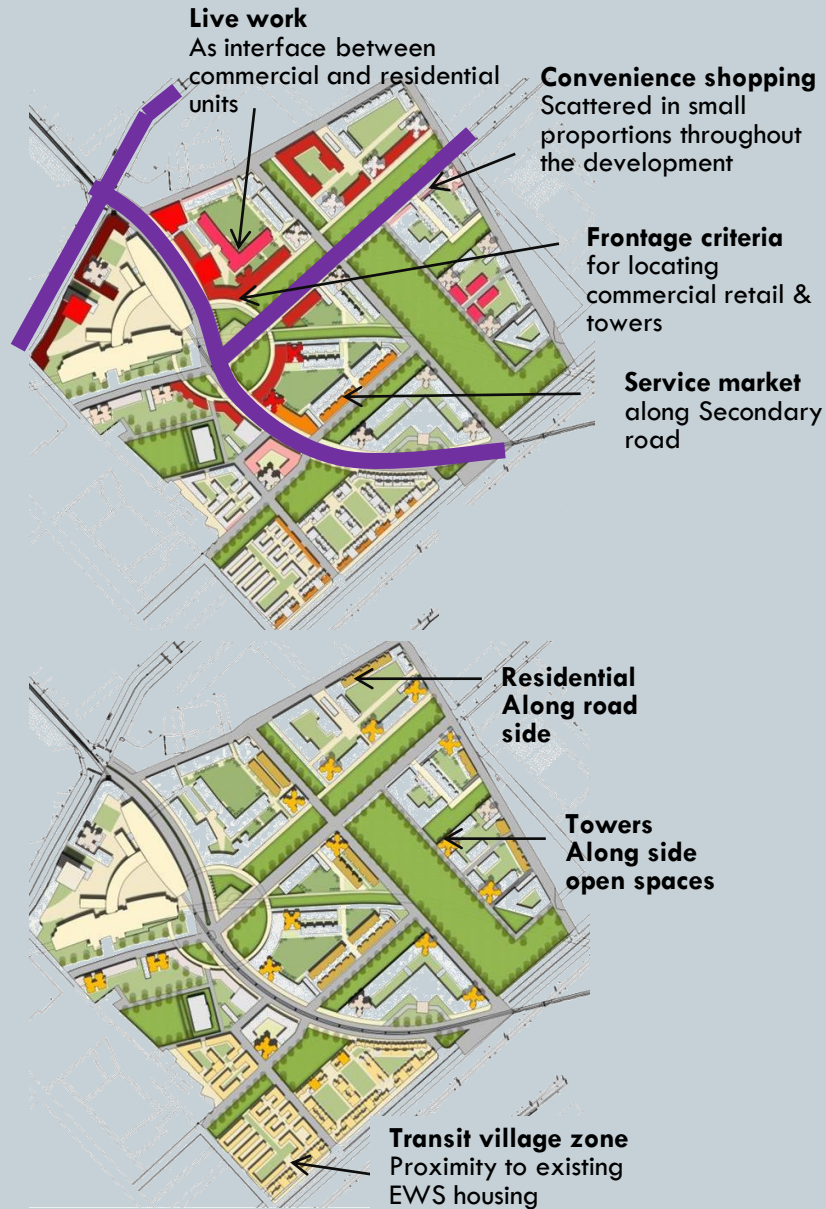 Live work
As interface between
commercial and residential
units
Convenience shopping
Scattered in small
proportions throughout
the development
Frontage criteria
for locating
commercial retail &
towers
Service market
along Secondary
road
Residential
Along road
side
Towers
Along side
open spaces
Transit village zone
Proximity to existing
EWS housing